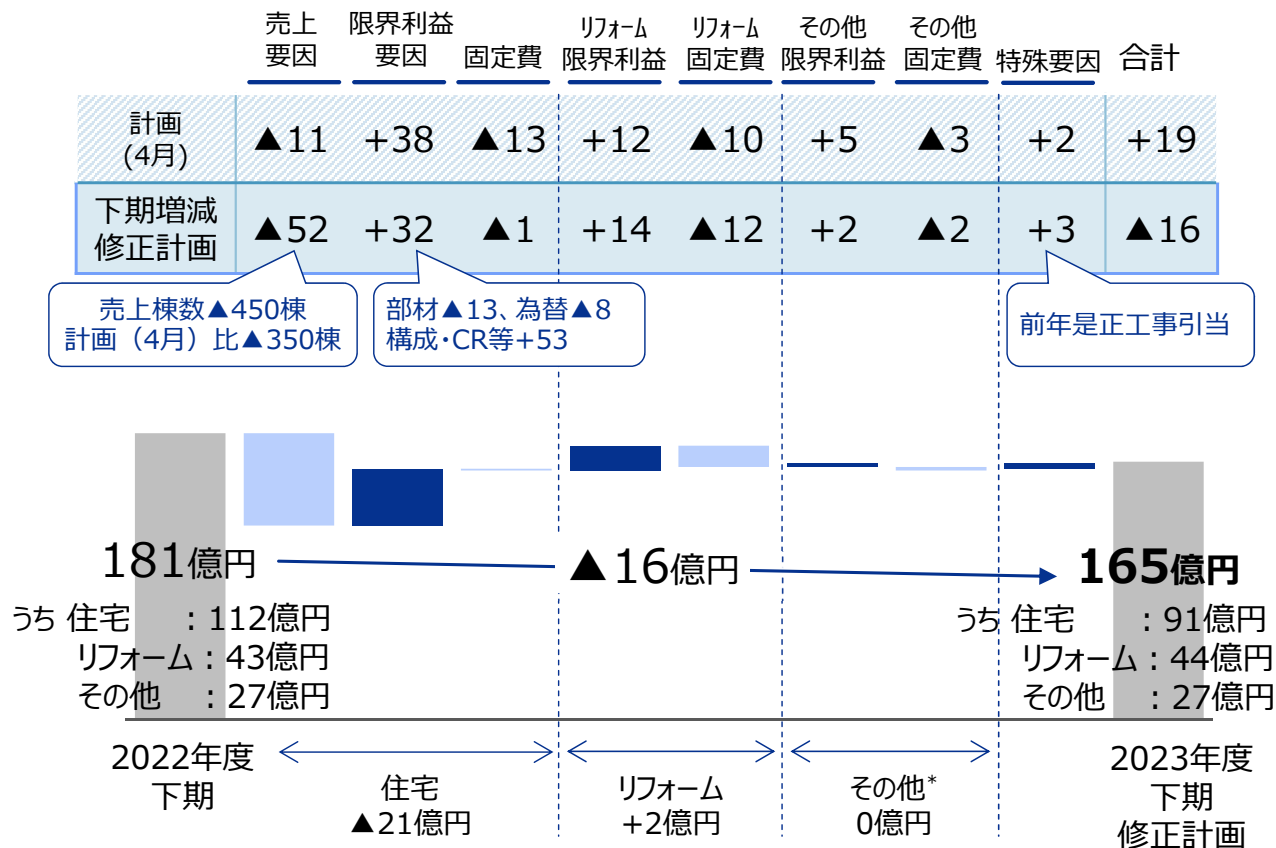 売上
要因
限界利益
要因
固定費
リフォーム
限界利益
リフォーム
固定費
その他
限界利益
その他
固定費
特殊要因
合計
計画
(4月)
▲11 +38 ▲13 +12 ▲10 +5 ▲3 +2 +19
下期増減
修正計画
▲52 +32 ▲1 +14 ▲12 +2 ▲2 +3 ▲16
売上棟数▲450棟
計画（4月）比▲350棟
部材▲13、為替▲8
構成・CR等+53
前年是正工事引当
181億円
▲16億円
165億円
うち 住宅 ：112億円
リフォーム：43億円
その他 ：27億円
うち 住宅 ：91億円
リフォーム：44億円
その他 ：27億円
2022年度
下期
住宅
▲21億円
リフォーム
+2億円
その他*
0億円
2023年度
下期
修正計画